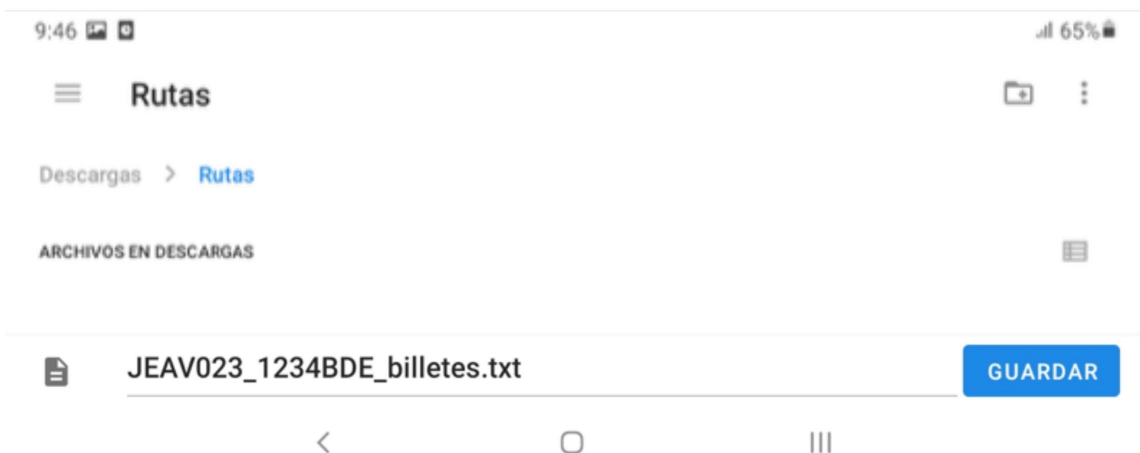 9:46 65%
Rutas
Descargas > Rutas
ARCHIVOS EN DESCARGAS
JEAV023_1234BDE_billetes.txt GUARDAR